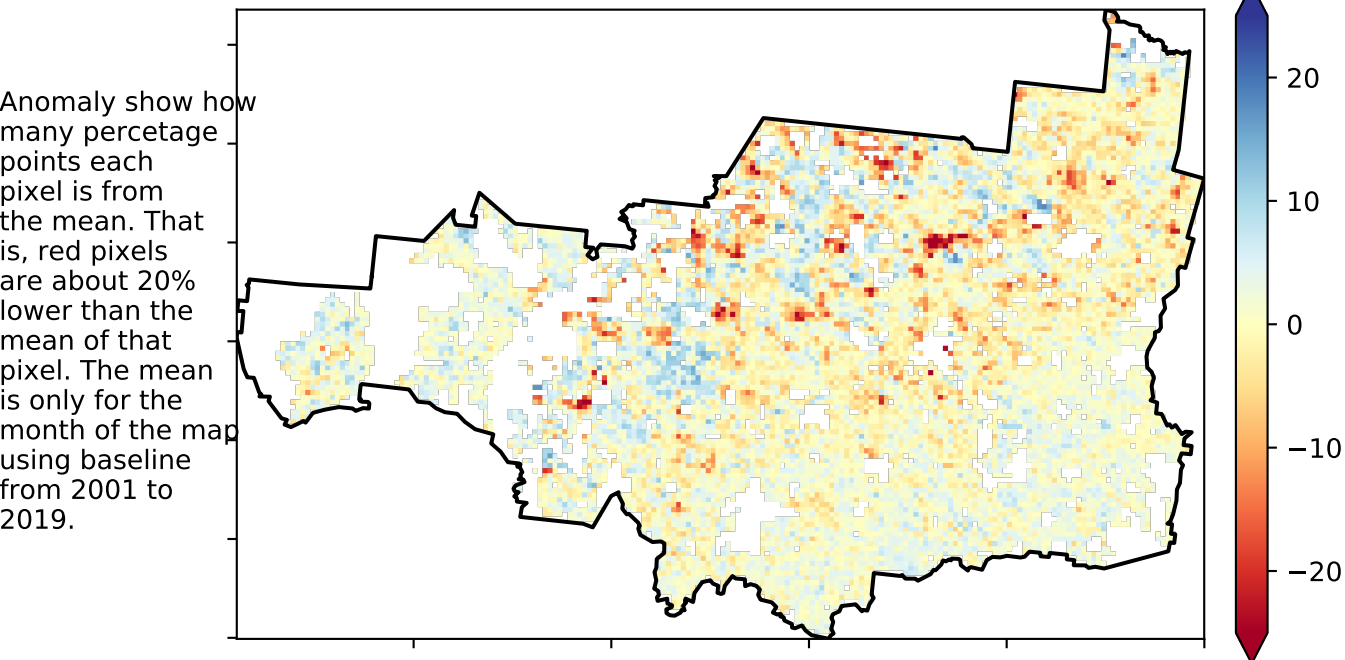 Anomaly show how
many percetage
points each
pixel is from
the mean. That
is, red pixels
are about 20%
lower than the
mean of that
pixel. The mean
is only for the
month of the map
using baseline
from 2001 to
2019.
20
10
0
−10
−20